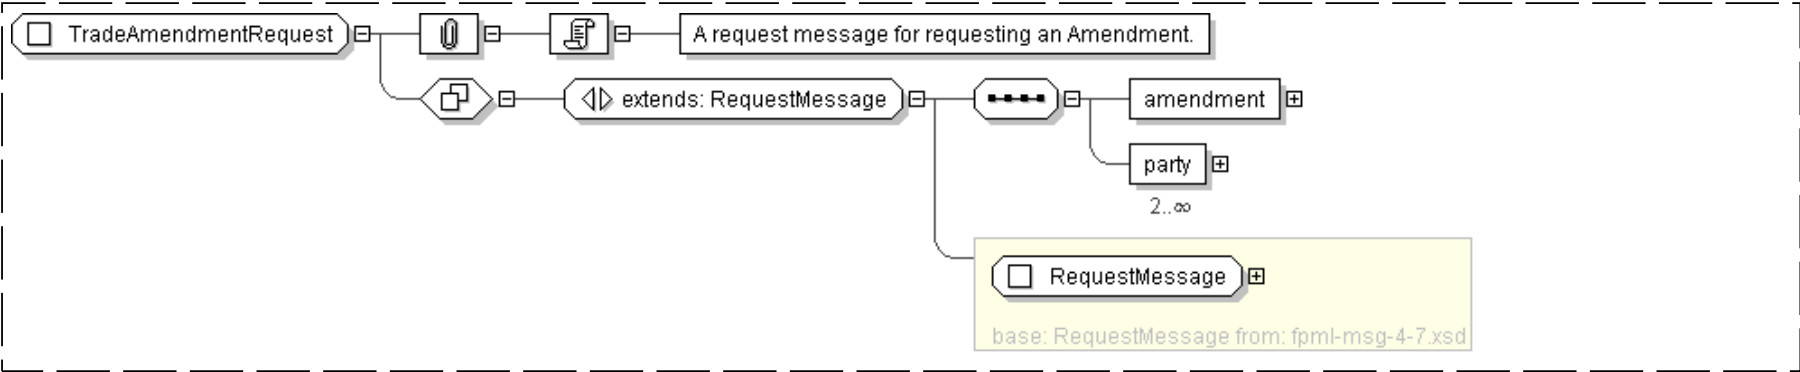 TradeAmendmentRequest
A request message for requesting an Amendment.
extends: RequestMessage
amendment
party
2..∞
RequestMessage
base: RequestMessage from: fpml-msg-4-7.xsd